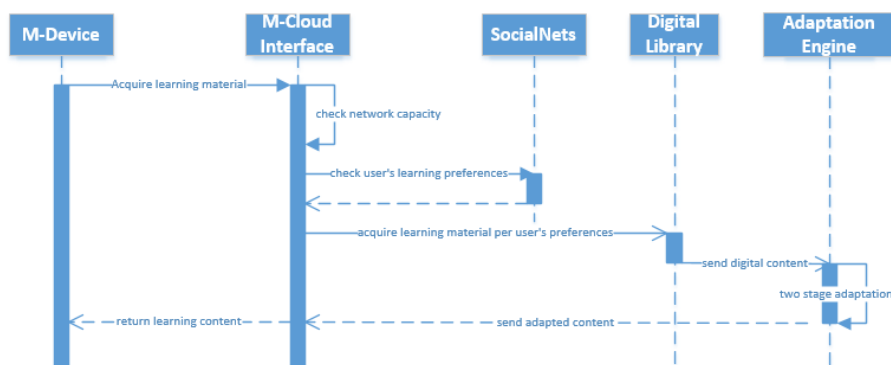 M-Device
M-Cloud
Interface
SocialNets
Digital
Library
Adaptation
Engine
Acquire learning material
check network capacity
check user's learning preferences
acquire learning material per user's preferences
send digital content
two stage adaptation
return learning content
send adapted content